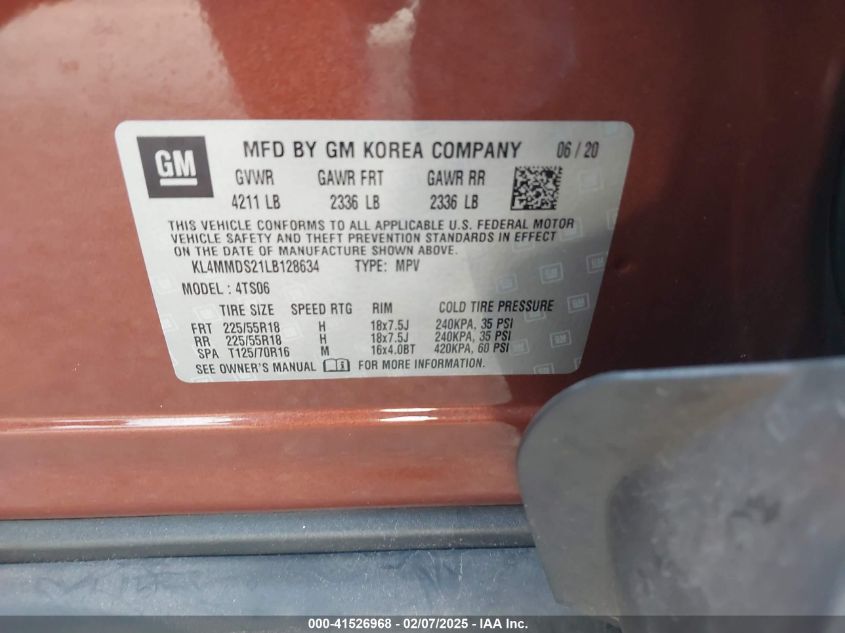 GM MFD BY GM KOREA COMPANY 06 / 20
GVWR GAWR FRT GAWR RR
4211 LB 2336 LB 2336 LB
THIS VEHICLE CONFORMS TO ALL APPLICABLE U.S. FEDERAL MOTOR
VEHICLE SAFETY AND THEFT PREVENTION STANDARDS IN EFFECT
ON THE DATE OF MANUFACTURE SHOWN ABOVE.
KL4MMDS21LB128634 TYPE: MPV
MODEL: 4TS06
TIRE SIZE SPEED RTG RIM COLD TIRE PRESSURE
FRT 225/55R18 H 18x7.5J 240KPA, 35 PSI
RR 225/55R18 H 18x7.5J 240KPA, 35 PSI
SPA T125/70R16 M 16x4.0BT 420KPA, 60 PSI
SEE OWNER'S MANUAL FOR MORE INFORMATION.
000-41526968 - 02/07/2025 - IAA Inc.